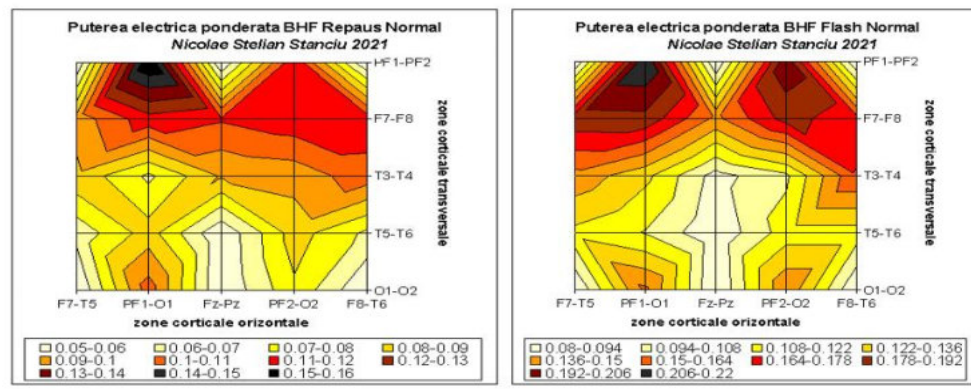 Puterea electrica ponderata BHF Repaus Normal
Nicolae Stelian Stanciu 2021
PF1-PF2
F7-F8
T3-T4
T5-T6
O1-O2
zone corticale transversale
F7-T5 PF1-O1 Fz-Pz PF2-O2 F8-T6
zone corticale orizontale
0.05-0.06 0.06-0.07 0.07-0.08 0.08-0.09
0.09-0.1 0.1-0.11 0.11-0.12 0.12-0.13
0.13-0.14 0.14-0.15 0.15-0.16
Puterea electrica ponderata BHF Flash Normal
Nicolae Stelian Stanciu 2021
PF1-PF2
F7-F8
T3-T4
T5-T6
O1-O2
zone corticale transversale
F7-T5 PF1-O1 Fz-Pz PF2-O2 F8-T6
zone corticale orizontale
0.08-0.094 0.094-0.108 0.108-0.122 0.122-0.136
0.136-0.15 0.15-0.164 0.164-0.178 0.178-0.192
0.192-0.206 0.206-0.22